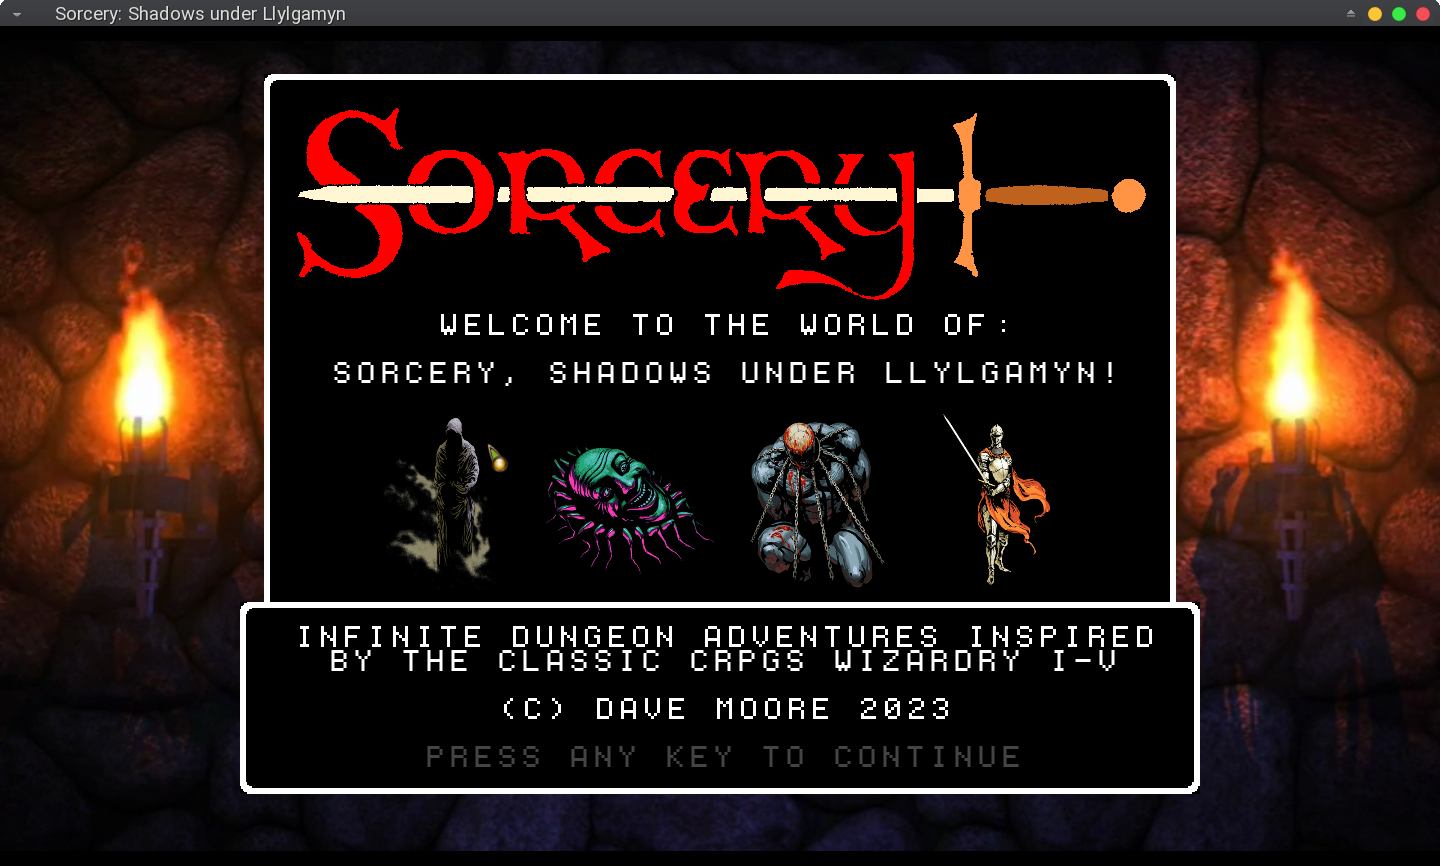 Sorcery: Shadows under Llylgamyn
SORCERY
WELCOME TO THE WORLD OF:
SORCERY, SHADOWS UNDER LLYLGAMYN!
INFINITE DUNGEON ADVENTURES INSPIRED
BY THE CLASSIC CRPGS WIZARDRY I-V
(C) DAVE MOORE 2023
PRESS ANY KEY TO CONTINUE